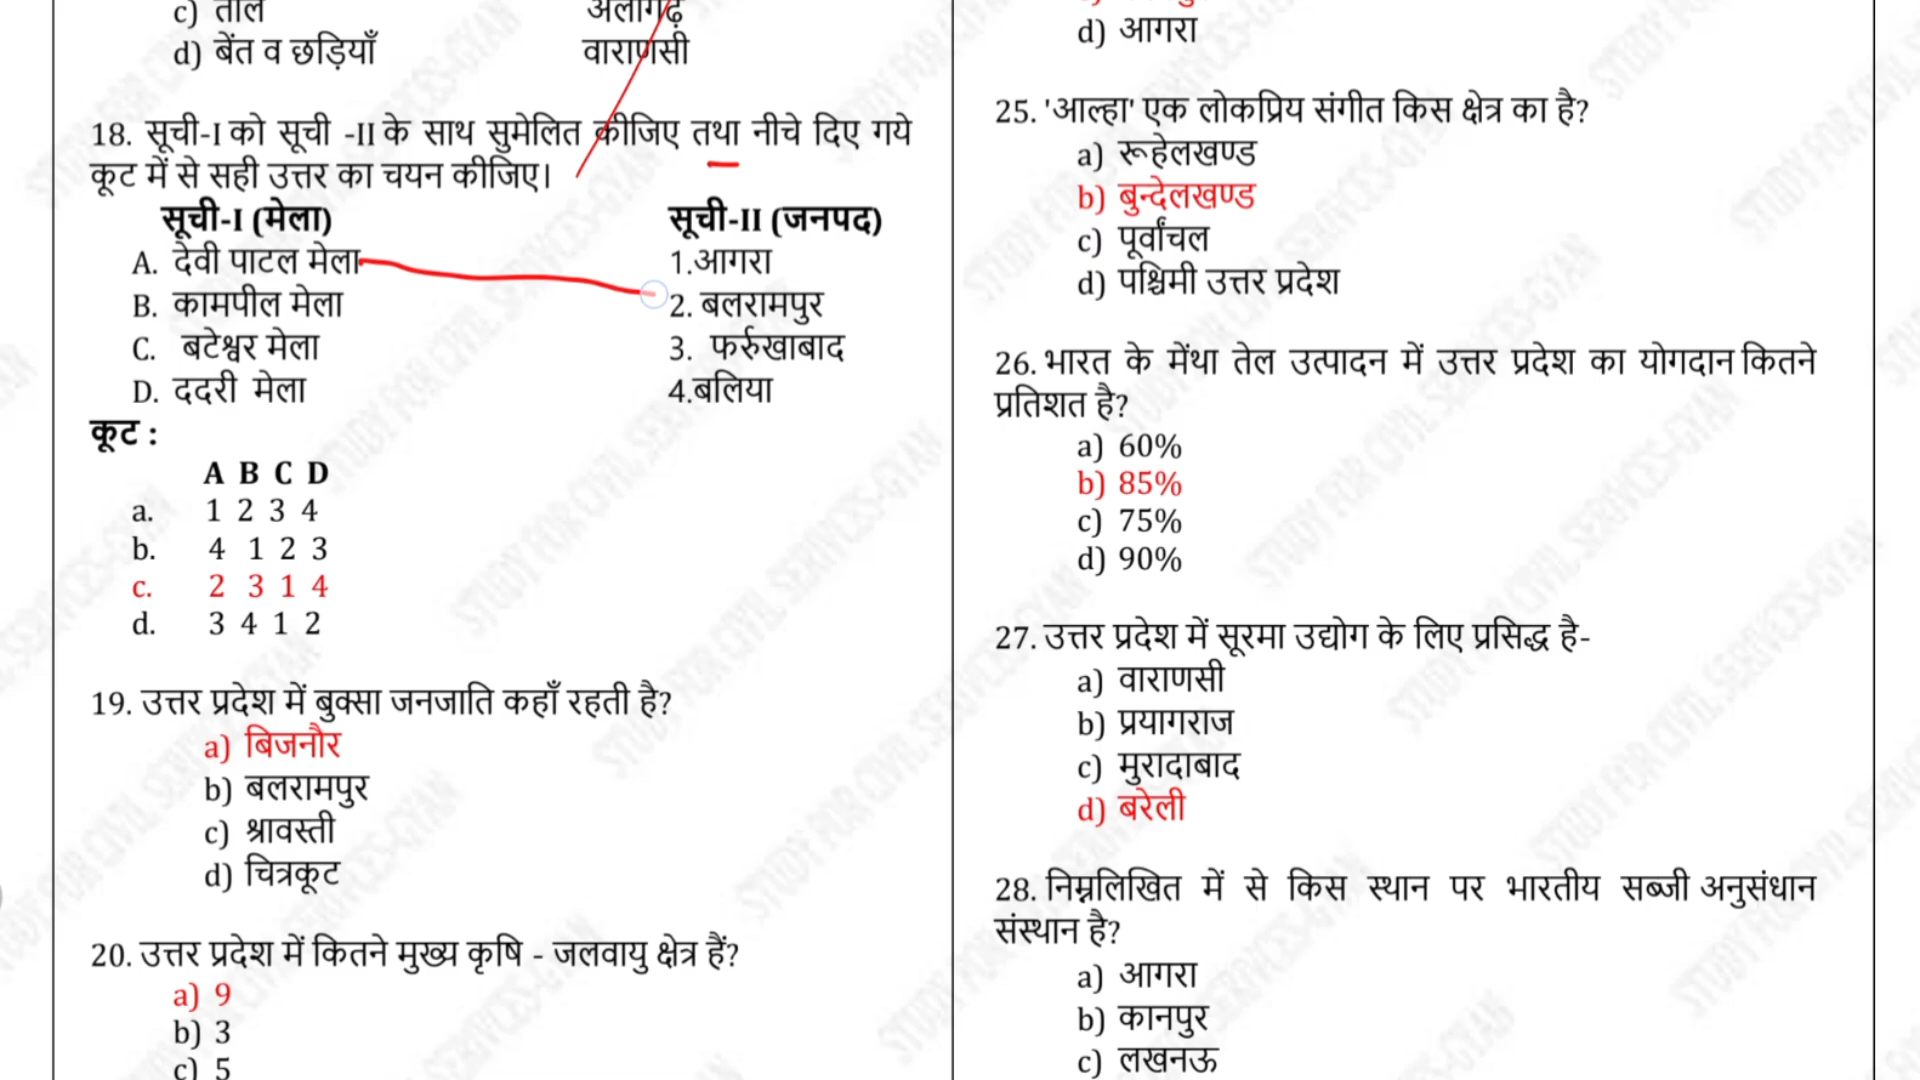 c) ताले अलीगढ़
d) बेंत व छड़ियाँ वाराणसी
18. सूची-I को सूची -II के साथ सुमेलित कीजिए तथा नीचे दिए गये
कूट में से सही उत्तर का चयन कीजिए।
सूची-I (मेला) सूची-II (जनपद)
A. देवी पाटल मेला 1.आगरा
B. कामपील मेला 2. बलरामपुर
C. बटेश्वर मेला 3. फर्रुखाबाद
D. ददरी मेला 4.बलिया
कूट :
A B C D
a. 1 2 3 4
b. 4 1 2 3
c. 2 3 1 4
d. 3 4 1 2
19. उत्तर प्रदेश में बुक्सा जनजाति कहाँ रहती है?
a) बिजनौर
b) बलरामपुर
c) श्रावस्ती
d) चित्रकूट
20. उत्तर प्रदेश में कितने मुख्य कृषि - जलवायु क्षेत्र हैं?
a) 9
b) 3
c) 5
d) आगरा
25. 'आल्हा' एक लोकप्रिय संगीत किस क्षेत्र का है?
a) रूहेलखण्ड
b) बुन्देलखण्ड
c) पूर्वांचल
d) पश्चिमी उत्तर प्रदेश
26. भारत के मेंथा तेल उत्पादन में उत्तर प्रदेश का योगदान कितने
प्रतिशत है?
a) 60%
b) 85%
c) 75%
d) 90%
27. उत्तर प्रदेश में सूरमा उद्योग के लिए प्रसिद्ध है-
a) वाराणसी
b) प्रयागराज
c) मुरादाबाद
d) बरेली
28. निम्नलिखित में से किस स्थान पर भारतीय सब्जी अनुसंधान
संस्थान है?
a) आगरा
b) कानपुर
c) लखनऊ
STUDY FOR CIVIL SERIVCES-GYAN